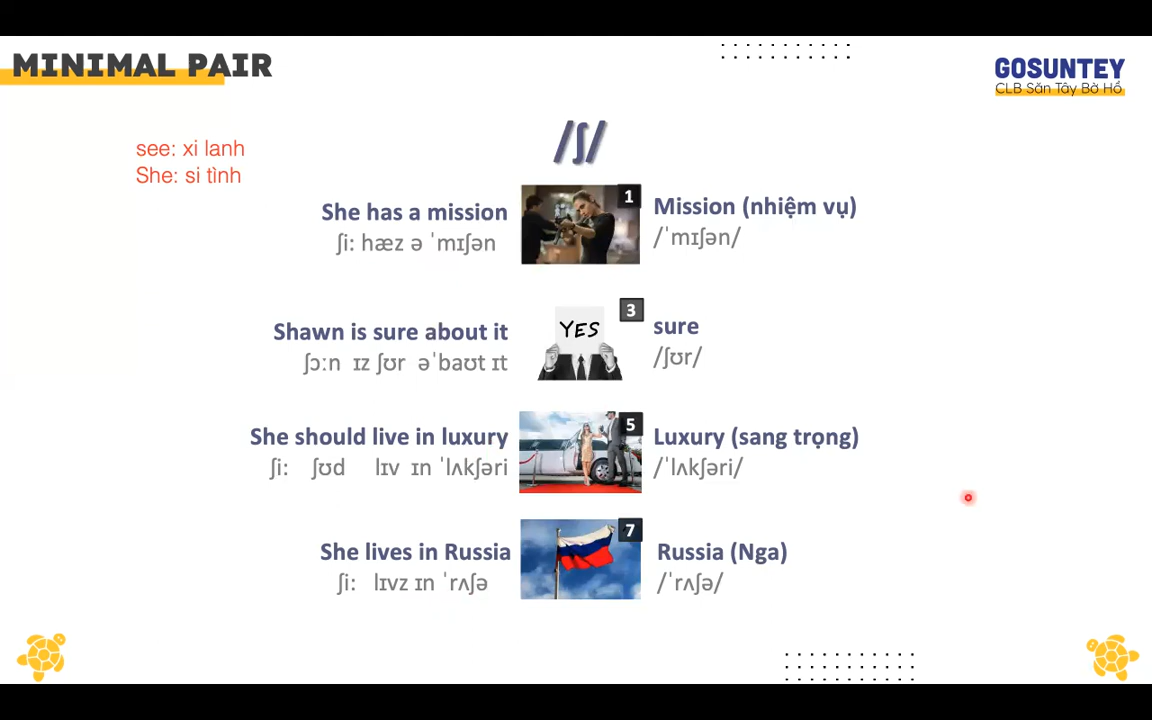 MINIMAL PAIR
GOSUNTEY
CLB Săn Tây Bờ Hồ
see: xi lanh
She: si tình
/ʃ/
She has a mission
ʃi: hæz ə ˈmɪʃən
1
Mission (nhiệm vụ)
/ˈmɪʃən/
Shawn is sure about it
ʃɔːn ɪz ʃʊr əˈbaʊt ɪt
YES
3
sure
/ʃʊr/
She should live in luxury
ʃi: ʃʊd lɪv ɪn ˈlʌkʃəri
5
Luxury (sang trọng)
/ˈlʌkʃəri/
She lives in Russia
ʃi: lɪvz ɪn ˈrʌʃə
7
Russia (Nga)
/ˈrʌʃə/